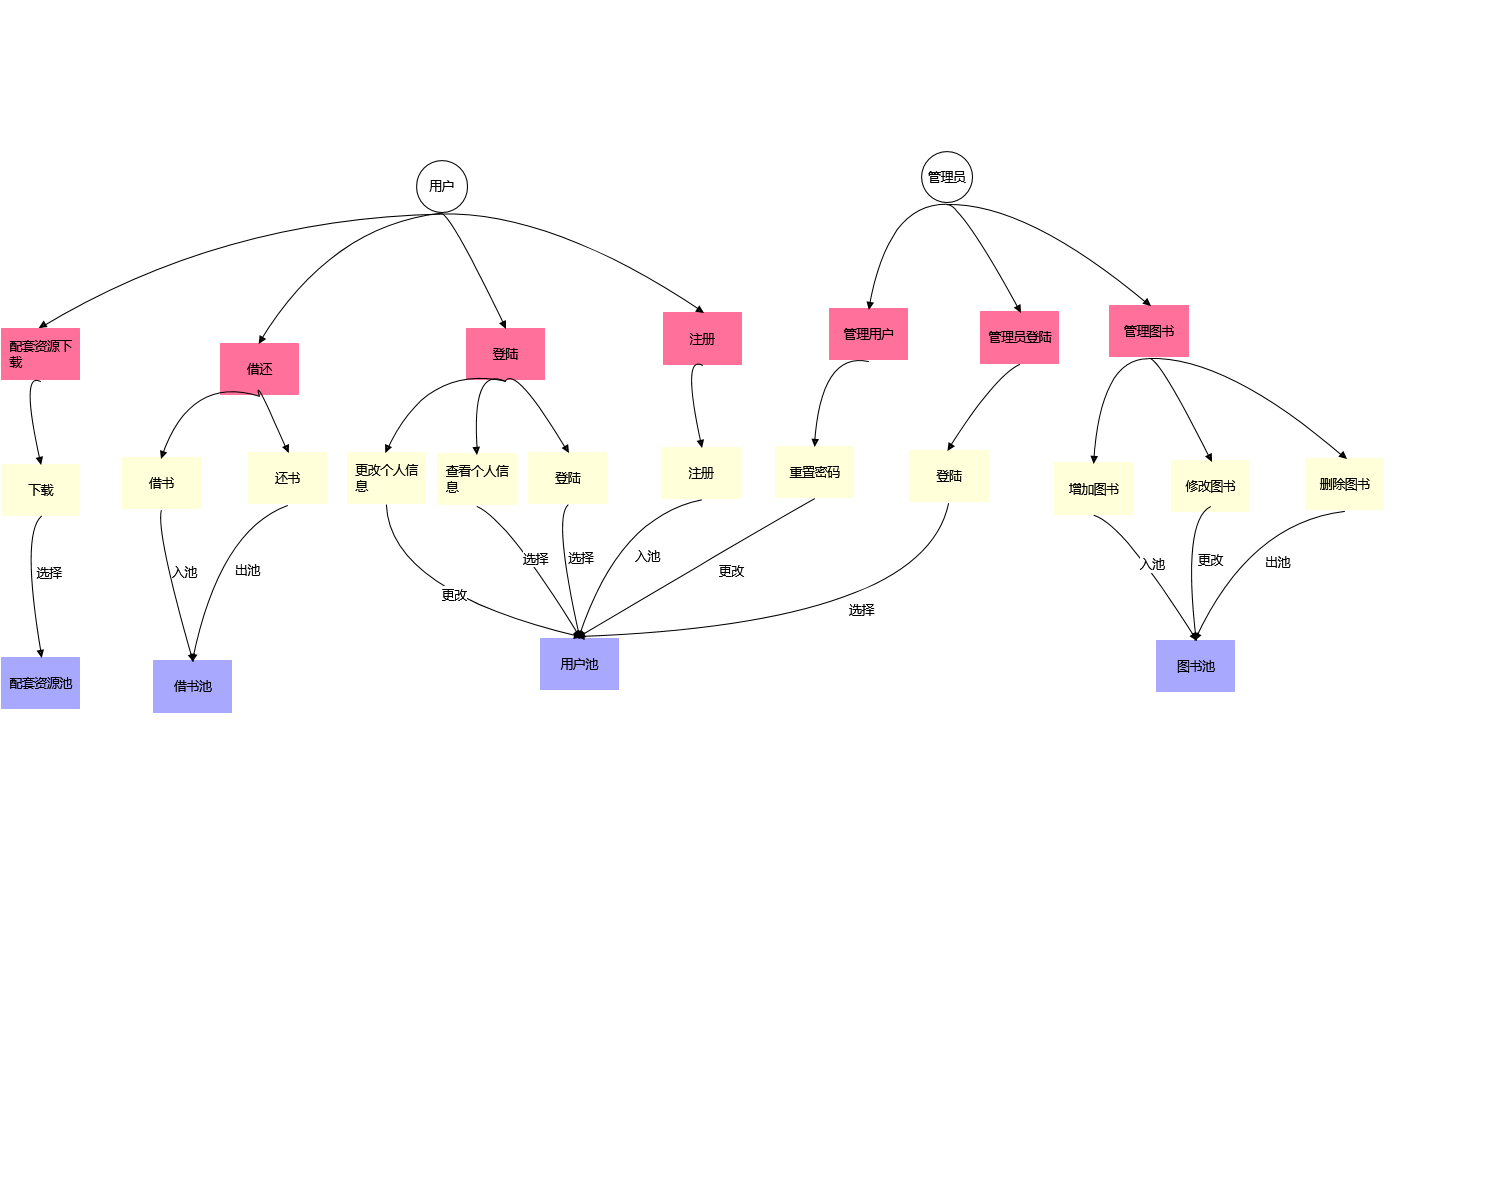 用户
管理员
配套资源下
载
借还
登陆
注册
管理用户
管理员登陆
管理图书
下载
借书
还书
更改个人信
息
查看个人信
息
登陆
注册
重置密码
登陆
增加图书
修改图书
删除图书
选择
入池
出池
更改
选择
选择
入池
更改
选择
入池
更改
出池
配套资源池
借书池
用户池
图书池